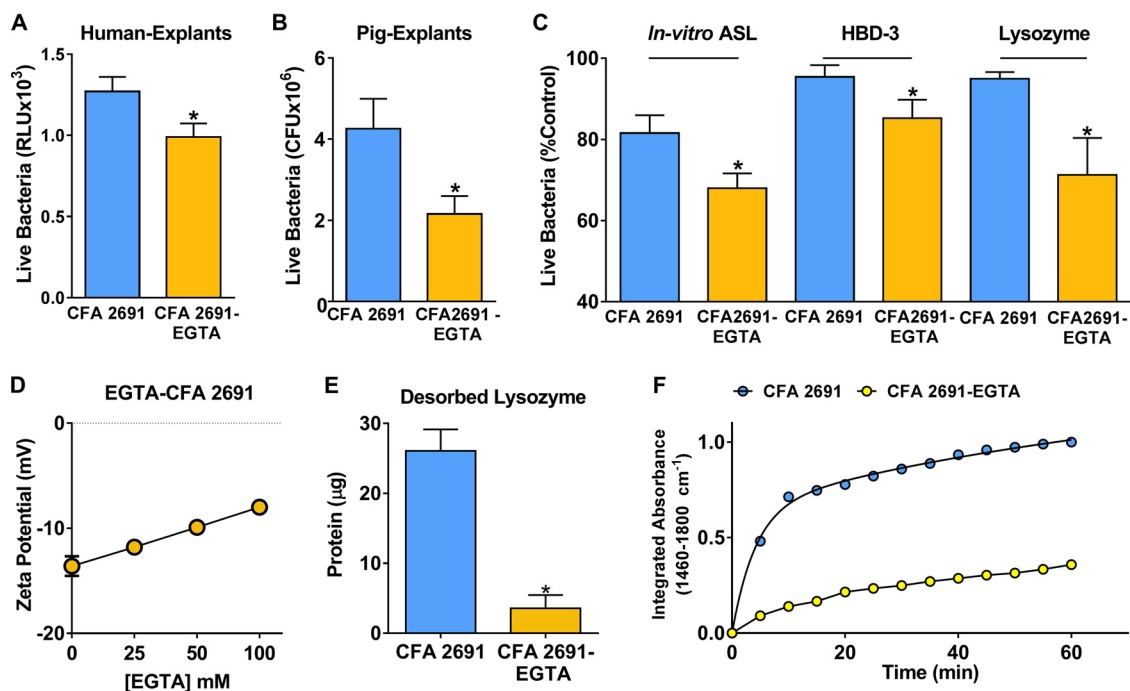 A
Human-Explants
Live Bacteria (RLUx10³)
1.5
1.0
0.5
0.0
CFA 2691
CFA 2691-
EGTA
*
B
Pig-Explants
Live Bacteria (CFUx10⁶)
6
4
2
0
CFA 2691
CFA2691 -
EGTA
*
C
In-vitro ASL
HBD-3
Lysozyme
Live Bacteria (%Control)
100
80
60
40
CFA 2691
CFA2691-
EGTA
CFA 2691
CFA2691-
EGTA
CFA 2691
CFA2691-
EGTA
*
*
*
D
EGTA-CFA 2691
Zeta Potential (mV)
0
-10
-20
0
25
50
100
[EGTA] mM
E
Desorbed Lysozyme
Protein (μg)
30
20
10
0
CFA 2691
CFA 2691-
EGTA
*
F
CFA 2691
CFA 2691-EGTA
Integrated Absorbance
(1460-1800 cm⁻¹)
1.0
0.5
0.0
0
20
40
60
Time (min)